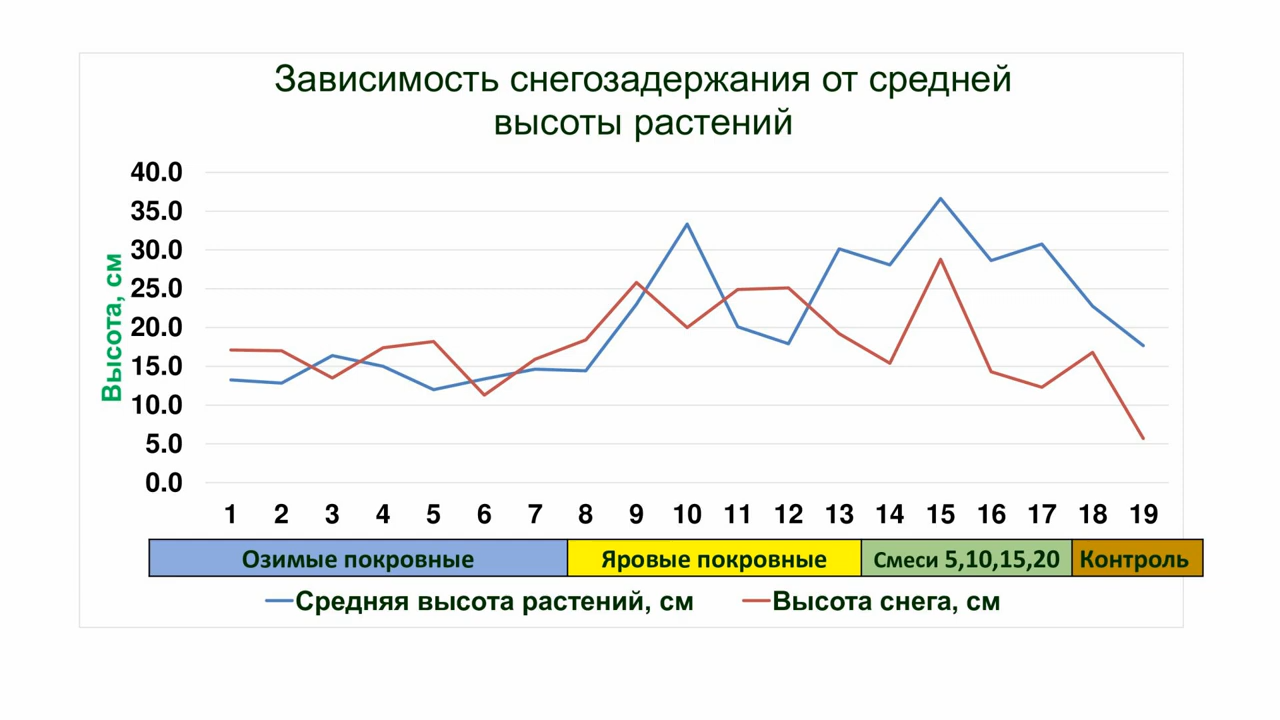 Зависимость снегозадержания от средней
высоты растений
Высота, см
40.0
35.0
30.0
25.0
20.0
15.0
10.0
5.0
0.0
1 2 3 4 5 6 7 8 9 10 11 12 13 14 15 16 17 18 19
Озимые покровные Яровые покровные Смеси 5,10,15,20 Контроль
Средняя высота растений, см Высота снега, см